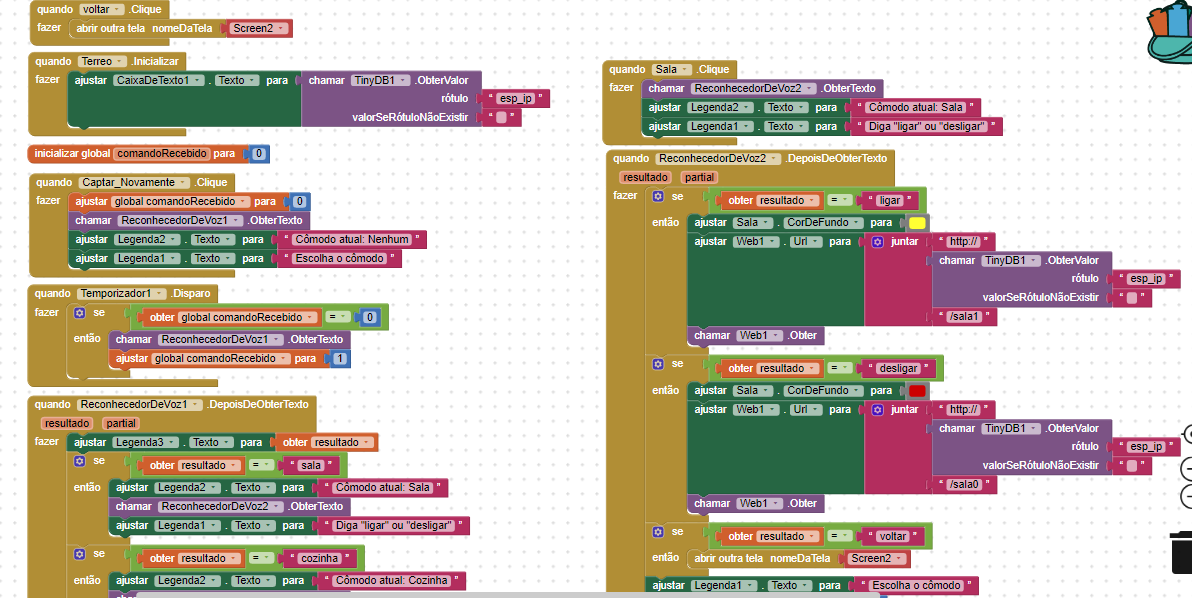 quando voltar .Clique
fazer abrir outra tela nomeDaTela Screen2
quando Terreo .Inicializar
fazer ajustar CaixaDeTexto1 . Texto para chamar TinyDB1 .ObterValor
rótulo " esp_ip "
valorSeRótuloNãoExistir " "
inicializar global comandoRecebido para 0
quando Captar_Novamente .Clique
fazer ajustar global comandoRecebido para 0
chamar ReconhecedorDeVoz1 .ObterTexto
ajustar Legenda2 . Texto para " Cômodo atual: Nenhum "
ajustar Legenda1 . Texto para " Escolha o cômodo "
quando Temporizador1 .Disparo
fazer se obter global comandoRecebido = 0
então chamar ReconhecedorDeVoz1 .ObterTexto
ajustar global comandoRecebido para 1
quando ReconhecedorDeVoz1 .DepoisDeObterTexto
resultado partial
fazer ajustar Legenda3 . Texto para obter resultado
se obter resultado = " sala "
então ajustar Legenda2 . Texto para " Cômodo atual: Sala "
chamar ReconhecedorDeVoz2 .ObterTexto
ajustar Legenda1 . Texto para " Diga "ligar" ou "desligar" "
se obter resultado = " cozinha "
então ajustar Legenda2 . Texto para " Cômodo atual: Cozinha "
quando Sala .Clique
fazer chamar ReconhecedorDeVoz2 .ObterTexto
ajustar Legenda2 . Texto para " Cômodo atual: Sala "
ajustar Legenda1 . Texto para " Diga "ligar" ou "desligar" "
quando ReconhecedorDeVoz2 .DepoisDeObterTexto
resultado partial
fazer se obter resultado = " ligar "
então ajustar Sala . CorDeFundo para
ajustar Web1 . Url para juntar " http:// "
chamar TinyDB1 .ObterValor
rótulo " esp_ip "
valorSeRótuloNãoExistir " "
" /sala1 "
chamar Web1 .Obter
se obter resultado = " desligar "
então ajustar Sala . CorDeFundo para
ajustar Web1 . Url para juntar " http:// "
chamar TinyDB1 .ObterValor
rótulo " esp_ip "
valorSeRótuloNãoExistir " "
" /sala0 "
chamar Web1 .Obter
se obter resultado = " voltar "
então abrir outra tela nomeDaTela Screen2
ajustar Legenda1 . Texto para " Escolha o cômodo "